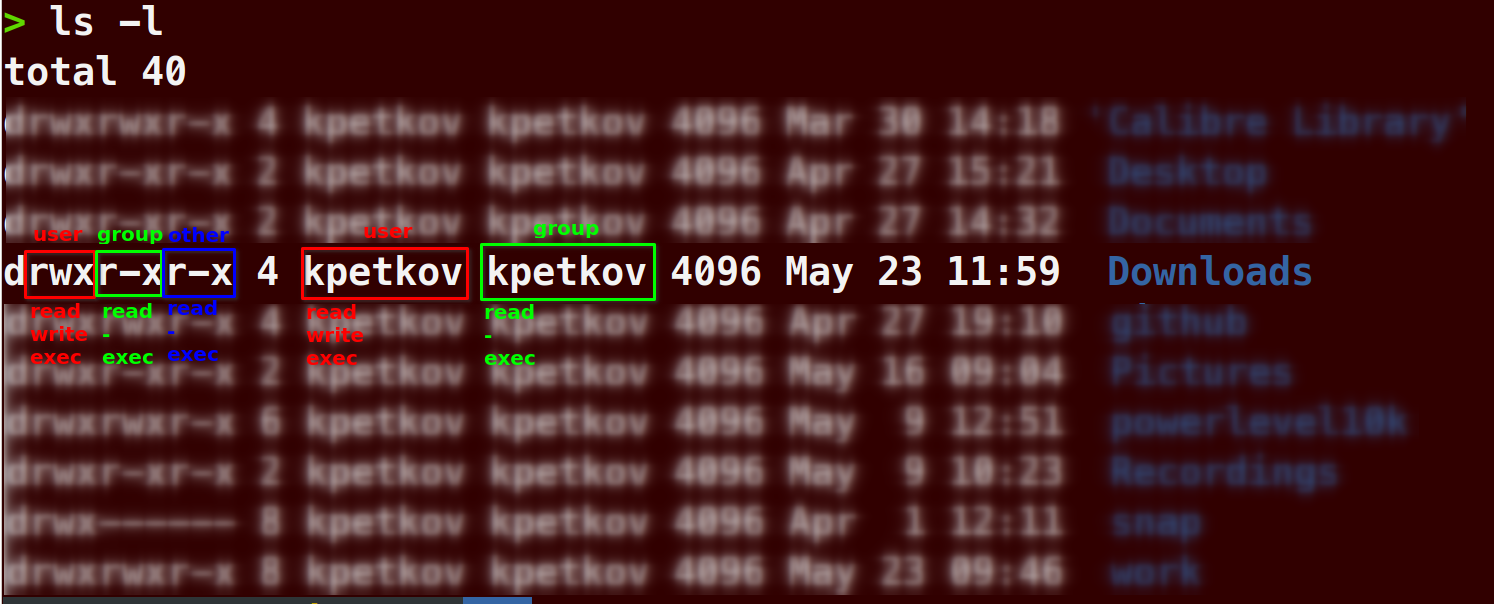 > ls -l
total 40
drwxrwxr-x 4 kpetkov kpetkov 4096 Mar 30 14:18 'Calibre Library'
drwxr-xr-x 2 kpetkov kpetkov 4096 Apr 27 15:21 Desktop
drwxr-xr-x 2 kpetkov kpetkov 4096 Apr 27 14:32 Documents
user group other user group
drwxr-xr-x 4 kpetkov kpetkov 4096 May 23 11:59 Downloads
read read read read read
4 kpetkov kpetkov 4096 Apr 27 github
write - - write -
exec exec exec exec exec
drwxr-xr-x 2 kpetkov kpetkov 4096 May 16 09:04 Pictures
drwxrwxr-x 6 kpetkov kpetkov 4096 May 9 12:51 powerlevel10k
drwxr-xr-x 2 kpetkov kpetkov 4096 May 9 10:23 Recordings
drwx------ 8 kpetkov kpetkov 4096 Apr 1 12:11 snap
drwxrwxr-x 8 kpetkov kpetkov 4096 May 23 09:46 work